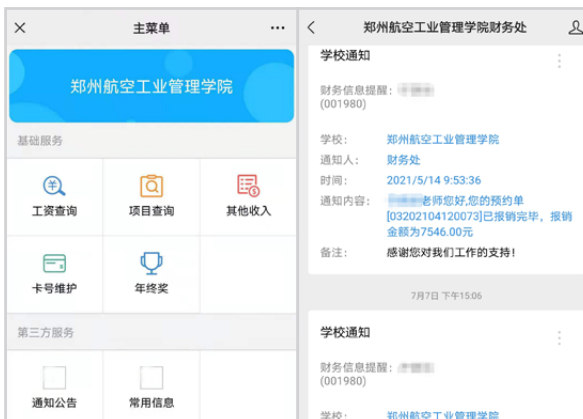 主菜单
郑州航空工业管理学院
基础服务
工资查询
项目查询
其他收入
卡号维护
年终奖
第三方服务
通知公告
常用信息
郑州航空工业管理学院财务处
学校通知
财务信息提醒：
(001980)
学校： 郑州航空工业管理学院
通知人： 财务处
时间： 2021/5/14 9:53:36
通知内容： 老师您好,您的预约单
[03202104120073]已报销完毕，报销
金额为7546.00元
备注： 感谢您对我们工作的支持！
7月7日 下午15:06
学校通知
财务信息提醒：
(001980)
学校： 郑州航空工业管理学院